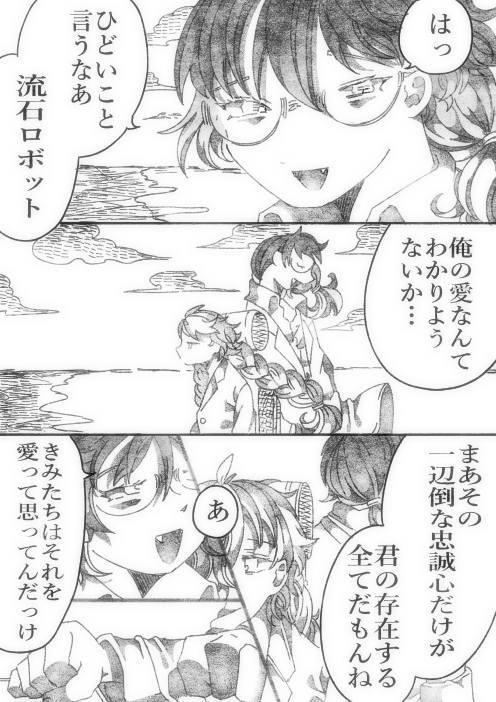 はっ
ひどいこと
言うなあ
流石ロボット
俺の愛なんて
わかりよう
ないか…
まあその
一辺倒な忠誠心だけが
君の存在する
全てだもんね
あ
きみたちはそれを
愛って思ってんだっけ